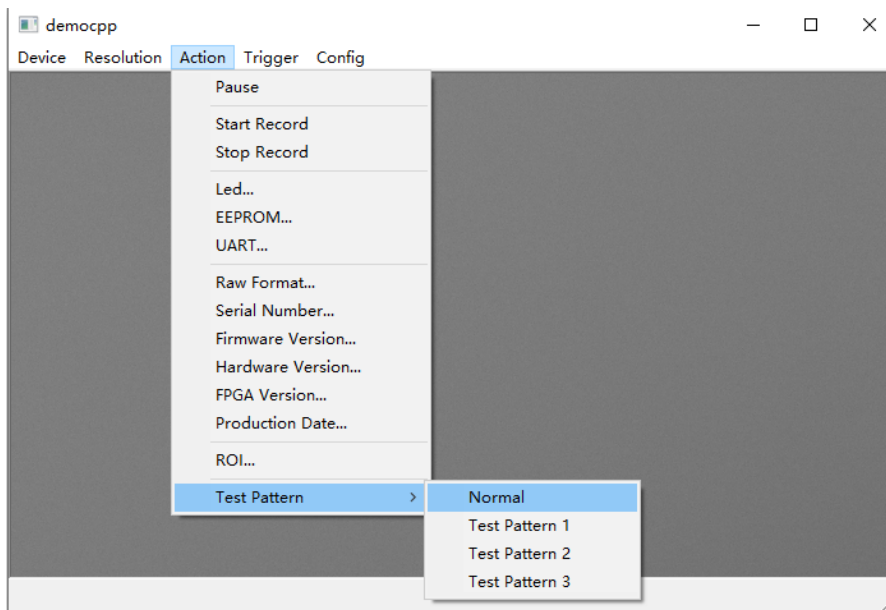 democpp
Device Resolution Action Trigger Config
Pause
Start Record
Stop Record
Led...
EEPROM...
UART...
Raw Format...
Serial Number...
Firmware Version...
Hardware Version...
FPGA Version...
Production Date...
ROI...
Test Pattern
Normal
Test Pattern 1
Test Pattern 2
Test Pattern 3